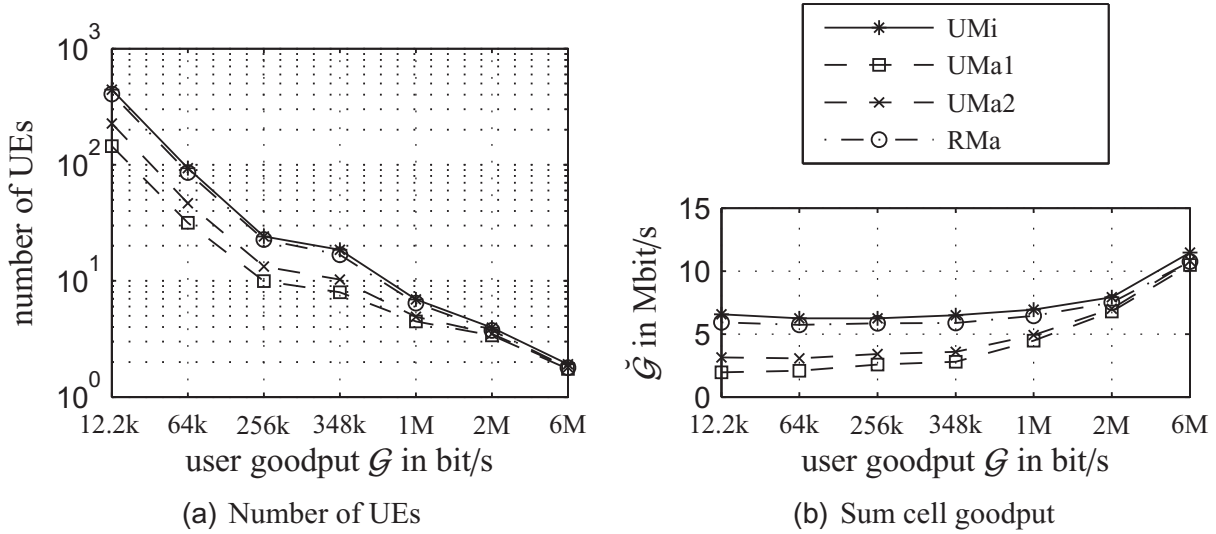 number of UEs
10^3
10^2
10^1
10^0
12.2k 64k 256k 348k 1M 2M 6M
user goodput 𝒢 in bit/s
(a) Number of UEs
UMi
UMa1
UMa2
RMa
𝒢̆ in Mbit/s
15
10
5
0
12.2k 64k 256k 348k 1M 2M 6M
user goodput 𝒢 in bit/s
(b) Sum cell goodput